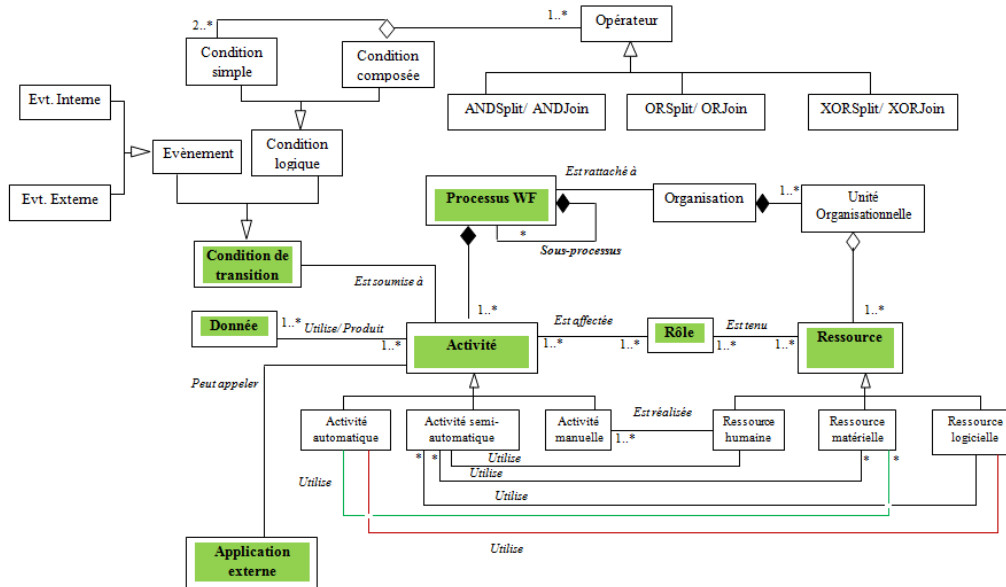 2..*
1..*
Opérateur
Condition
simple
Condition
composée
ANDSplit/ ANDJoin
ORSplit/ ORJoin
XORSplit/ XORJoin
Evt. Interne
Evènement
Condition
logique
Evt. Externe
Est rattaché à
Processus WF
Organisation
1..*
Unité
Organisationnelle
*
Sous-processus
Condition de
transition
Est soumise à
1..*
1..*
Donnée
1..*
Utilise/Produit
1..*
Activité
Est affectée
1..*
1..*
Rôle
Est tenu
1..*
1..*
Ressource
Peut appeler
Activité
automatique
Activité semi-
automatique
Activité
manuelle
Est réalisée
1..*
Ressource
humaine
Ressource
matérielle
Ressource
logicielle
*
*
Utilise
*
*
Utilise
Utilise
Utilise
Utilise
Application
externe